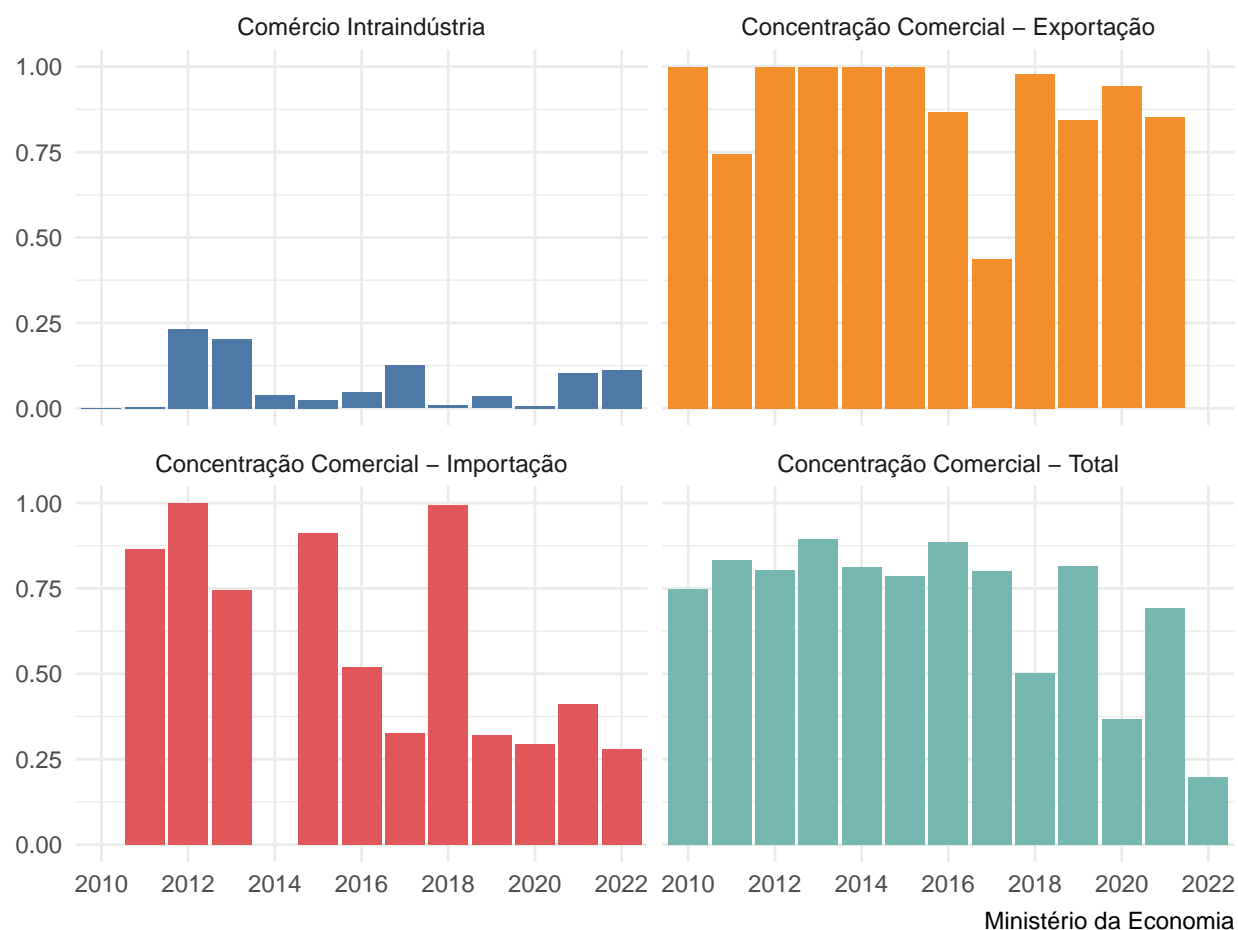 Comércio Intraindústria
Concentração Comercial – Exportação
1.00
0.75
0.50
0.25
0.00
Concentração Comercial – Importação
Concentração Comercial – Total
1.00
0.75
0.50
0.25
0.00
2010 2012 2014 2016 2018 2020 2022
2010 2012 2014 2016 2018 2020 2022
Ministério da Economia